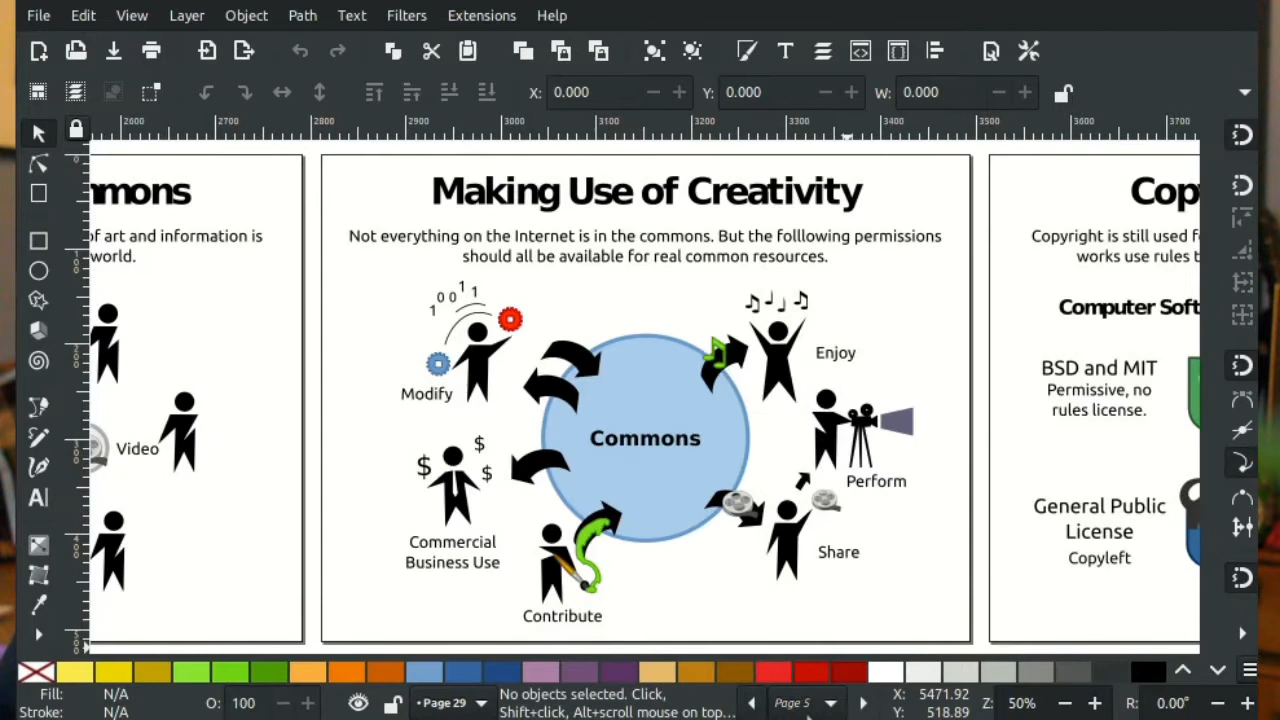 File Edit View Layer Object Path Text Filters Extensions Help
X: 0.000 Y: 0.000 W: 0.000
2600 2700 2800 2900 3000 3100 3200 3300 3400 3500 3600 3700
mmons
of art and information is
world.
Video
Making Use of Creativity
Not everything on the Internet is in the commons. But the folllowing permissions
should all be available for real common resources.
1 0 0 1 1
Modify
Enjoy
Commons
$ $ $
Perform
Commercial
Business Use
Share
Contribute
Cop
Copyright is still used f
works use rules t
Computer Soft
BSD and MIT
Permissive, no
rules license.
General Public
License
Copyleft
Fill: N/A
Stroke: N/A
O: 100
•Page 29
No objects selected. Click,
Shift+click, Alt+scroll mouse on top...
Page 5
X: 5471.92
Y: 518.89
Z: 50%
R: 0.00°